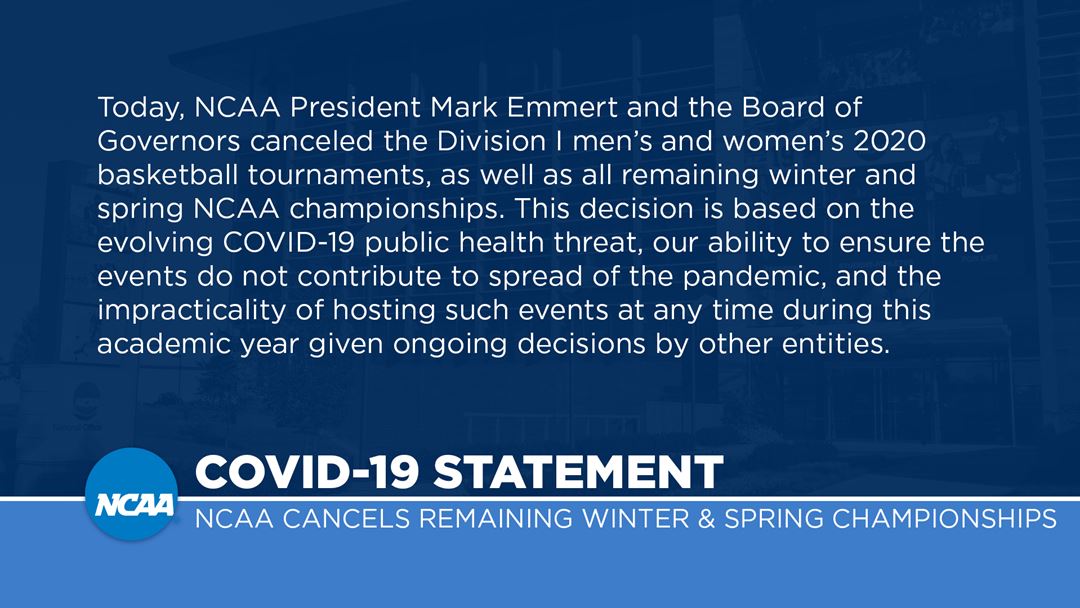 Today, NCAA President Mark Emmert and the Board of
Governors canceled the Division I men's and women's 2020
basketball tournaments, as well as all remaining winter and
spring NCAA championships. This decision is based on the
evolving COVID-19 public health threat, our ability to ensure the
events do not contribute to spread of the pandemic, and the
impracticality of hosting such events at any time during this
academic year given ongoing decisions by other entities.
National Office
COVID-19 STATEMENT
NCAA
NCAA CANCELS REMAINING WINTER & SPRING CHAMPIONSHIPS